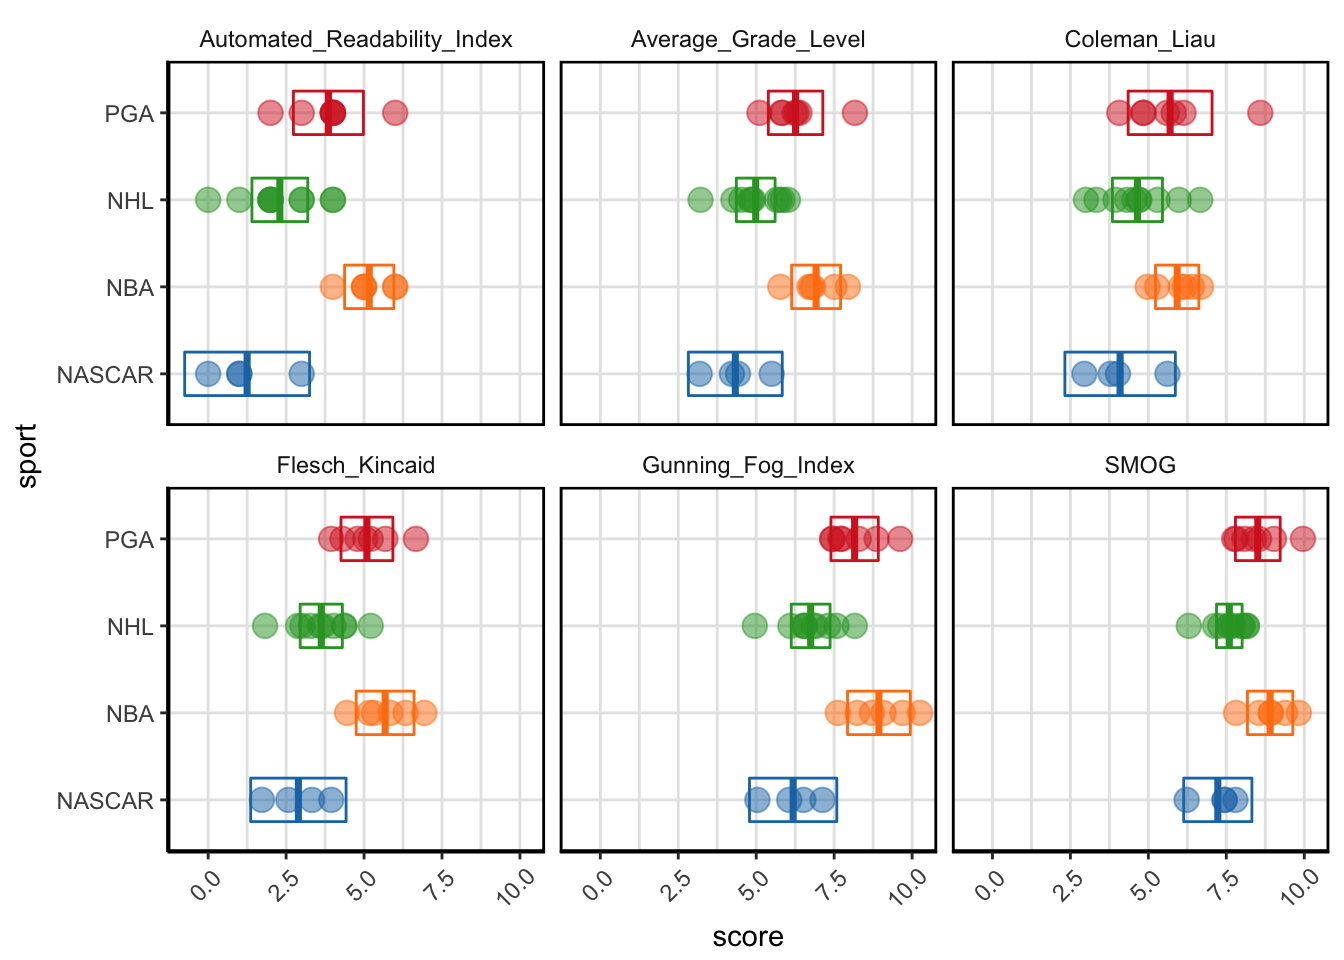 Automated_Readability_Index Average_Grade_Level Coleman_Liau
PGA
NHL
NBA
NASCAR
sport
Flesch_Kincaid Gunning_Fog_Index SMOG
PGA
NHL
NBA
NASCAR
0.0 2.5 5.0 7.5 10.0 0.0 2.5 5.0 7.5 10.0 0.0 2.5 5.0 7.5 10.0
score